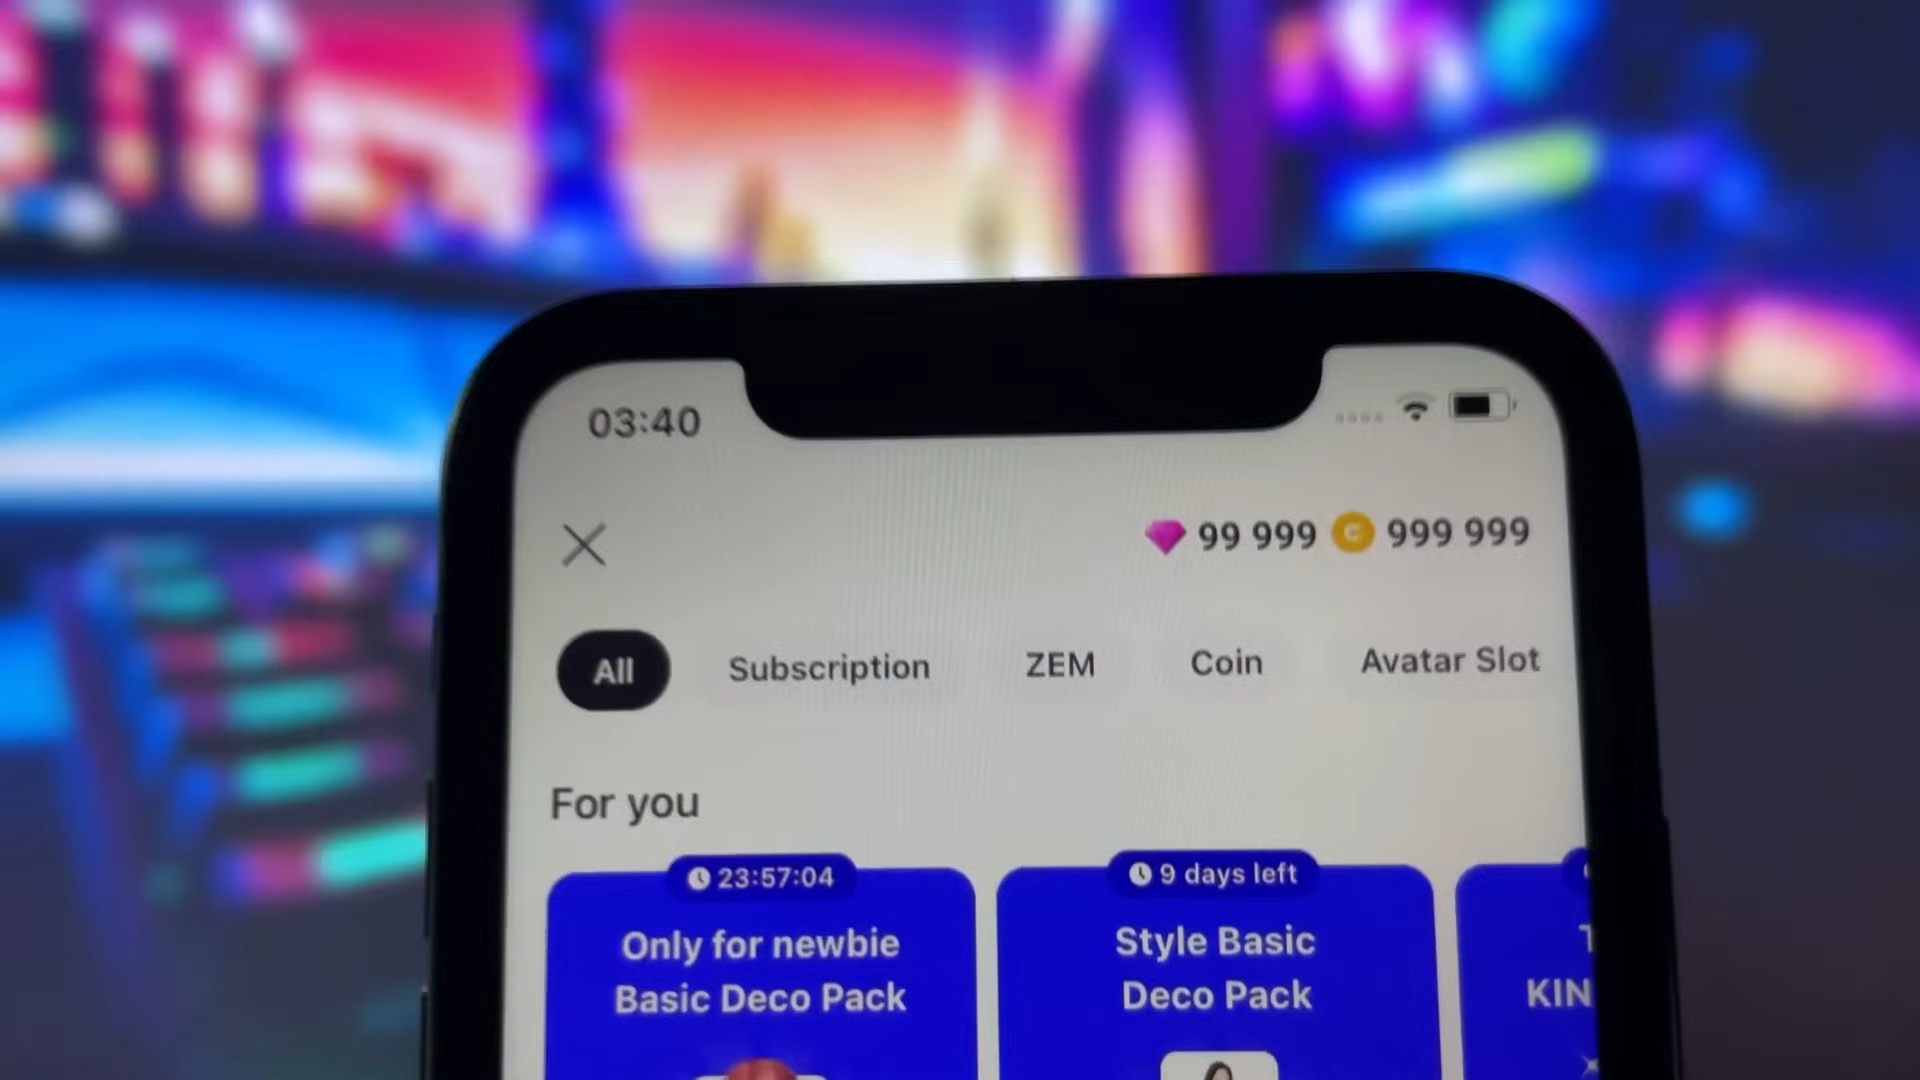 03:40
99 999 C 999 999
All Subscription ZEM Coin Avatar Slot
For you
23:57:04
Only for newbie
Basic Deco Pack
9 days left
Style Basic
Deco Pack
KIN